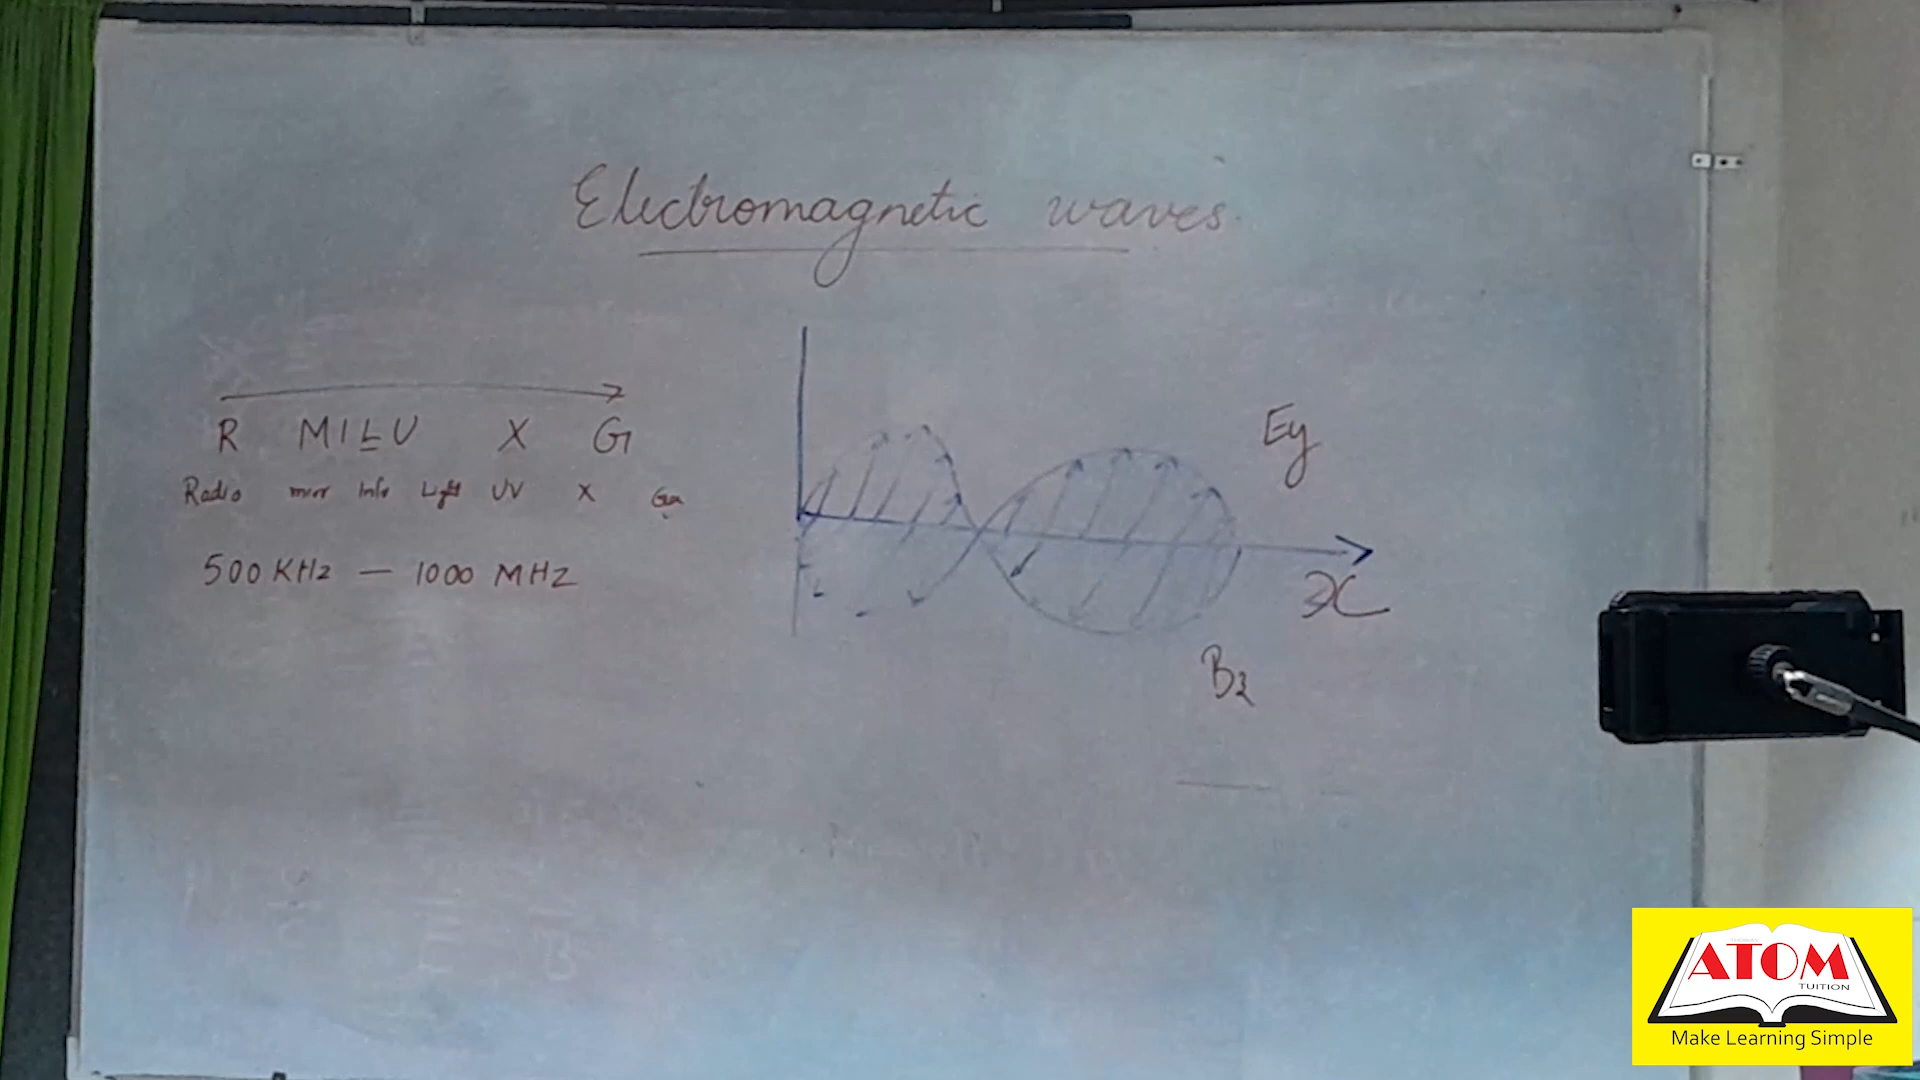 Electromagnetic waves.
R MILU X G
Radio micr Infr Light UV X Ga
500 KHz — 1000 MHZ
Ey
x
Bz
ATOM
TUITION
Make Learning Simple